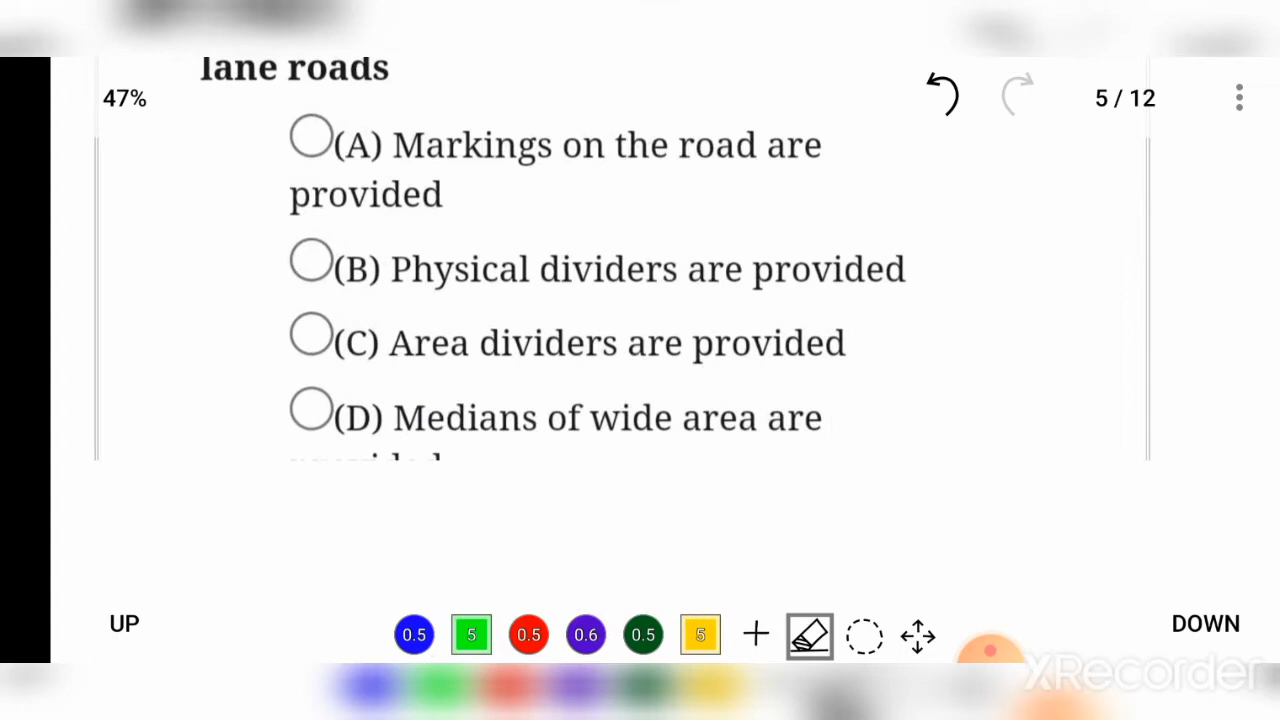 lane roads
47%
5 / 12
(A) Markings on the road are
provided
(B) Physical dividers are provided
(C) Area dividers are provided
(D) Medians of wide area are
UP
0.5 5 0.5 0.6 0.5 5
DOWN
XRecorder